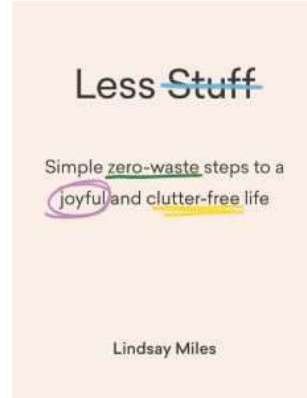 Less Stuff
Simple zero-waste steps to a
joyful and clutter-free life
Lindsay Miles